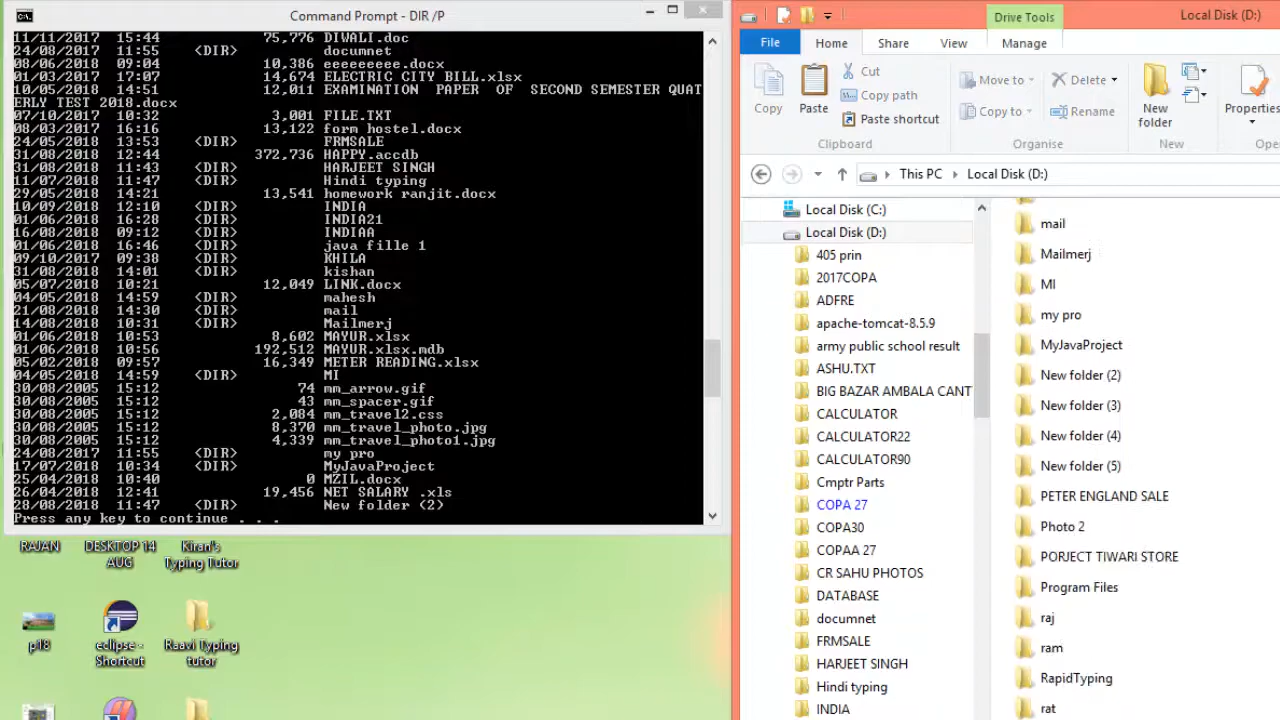 Command Prompt - DIR /P
11/11/2017 15:44 75,776 DIWALI.doc
24/08/2018 11:55 <DIR> documnet
08/06/2018 09:04 10,386 eeeeeeeee.docx
01/03/2017 17:07 14,674 ELECTRIC CITY BILL.xlsx
10/05/2018 14:51 12,011 EXAMINATION PAPER OF SECOND SEMESTER QUAT
ERLY TEST 2018.docx
07/10/2017 10:32 3,001 FILE.TXT
08/03/2017 16:16 13,122 form hostel.docx
24/05/2018 13:53 <DIR> FRMSALE
31/08/2018 12:44 372,736 HAPPY.accdb
31/08/2018 11:43 <DIR> HARJEET SINGH
11/07/2018 11:47 <DIR> Hindi typing
29/05/2018 14:21 13,541 homework ranjit.docx
10/09/2018 12:10 <DIR> INDIA
01/06/2018 16:28 <DIR> INDIA21
16/08/2018 09:12 <DIR> INDIAA
01/06/2018 16:46 <DIR> java fille 1
09/10/2017 09:38 <DIR> KHILA
31/08/2018 14:01 <DIR> kishan
05/07/2018 10:21 12,049 LINK.docx
04/05/2018 14:59 <DIR> mahesh
21/08/2018 14:30 <DIR> mail
14/08/2018 10:31 <DIR> Mailmerj
01/06/2018 10:53 8,602 MAYUR.xlsx
01/06/2018 10:56 192,512 MAYUR.xlsx.mdb
05/02/2018 09:57 16,349 METER READING.xlsx
04/05/2018 14:59 <DIR> MI
30/08/2005 15:12 74 mm_arrow.gif
30/08/2005 15:12 43 mm_spacer.gif
30/08/2005 15:12 2,084 mm_travel2.css
30/08/2005 15:12 8,370 mm_travel_photo.jpg
30/08/2005 15:12 4,339 mm_travel_photo1.jpg
24/08/2017 11:55 <DIR> my pro
17/07/2018 10:34 <DIR> MyJavaProject
25/04/2018 10:40 0 MZIL.docx
26/04/2018 12:41 19,456 NET SALARY .xls
28/08/2018 11:47 <DIR> New folder (2)
Press any key to continue . . .
RAJAN
DESKTOP 14
AUG
Kiran's
Typing Tutor
p18
eclipse -
Shortcut
Raavi Typing
tutor
Drive Tools
Local Disk (D:)
File
Home
Share
View
Manage
Copy
Paste
Cut
Copy path
Paste shortcut
Clipboard
Move to
Copy to
Delete
Rename
Organise
New
folder
New
Properties
This PC
Local Disk (D:)
Local Disk (C:)
Local Disk (D:)
405 prin
2017COPA
ADFRE
apache-tomcat-8.5.9
army public school result
ASHU.TXT
BIG BAZAR AMBALA CANT
CALCULATOR
CALCULATOR22
CALCULATOR90
Cmptr Parts
COPA 27
COPA30
COPAA 27
CR SAHU PHOTOS
DATABASE
documnet
FRMSALE
HARJEET SINGH
Hindi typing
INDIA
mail
Mailmerj
MI
my pro
MyJavaProject
New folder (2)
New folder (3)
New folder (4)
New folder (5)
PETER ENGLAND SALE
Photo 2
PORJECT TIWARI STORE
Program Files
raj
ram
RapidTyping
rat